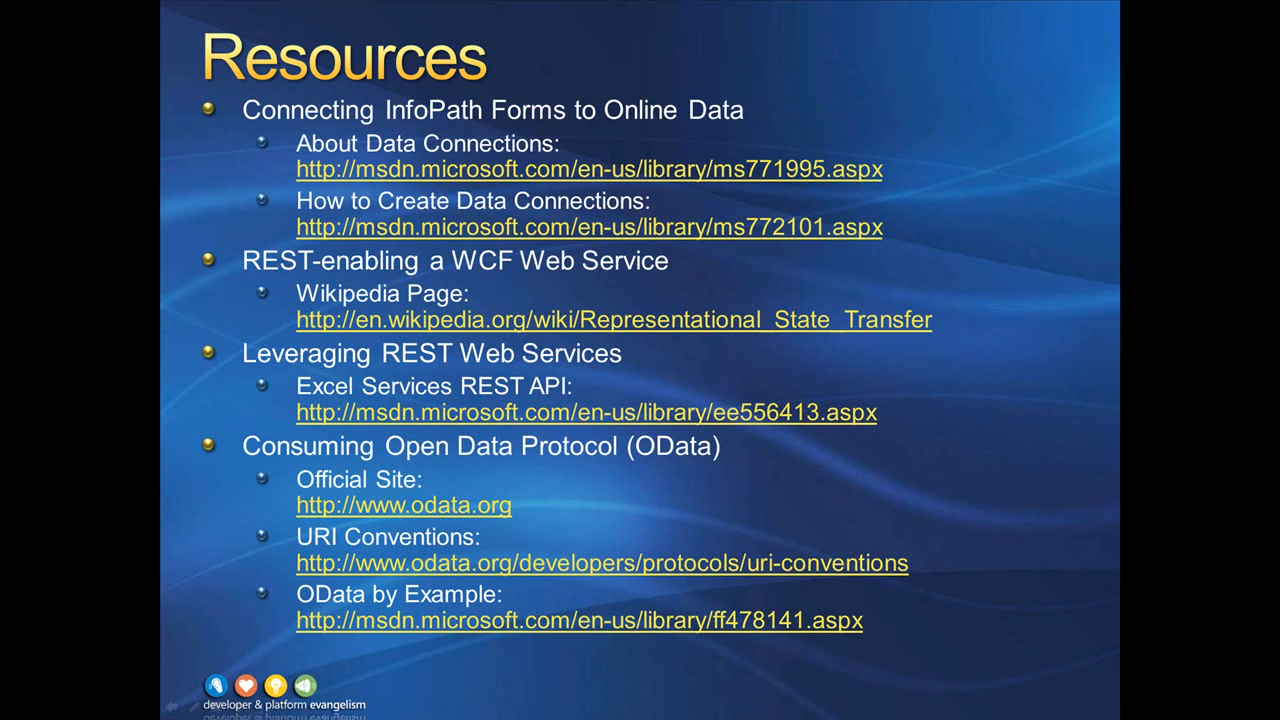 Resources
Connecting InfoPath Forms to Online Data
About Data Connections:
http://msdn.microsoft.com/en-us/library/ms771995.aspx
How to Create Data Connections:
http://msdn.microsoft.com/en-us/library/ms772101.aspx
REST-enabling a WCF Web Service
Wikipedia Page:
http://en.wikipedia.org/wiki/Representational_State_Transfer
Leveraging REST Web Services
Excel Services REST API:
http://msdn.microsoft.com/en-us/library/ee556413.aspx
Consuming Open Data Protocol (OData)
Official Site:
http://www.odata.org
URI Conventions:
http://www.odata.org/developers/protocols/uri-conventions
OData by Example:
http://msdn.microsoft.com/en-us/library/ff478141.aspx
developer & platform evangelism